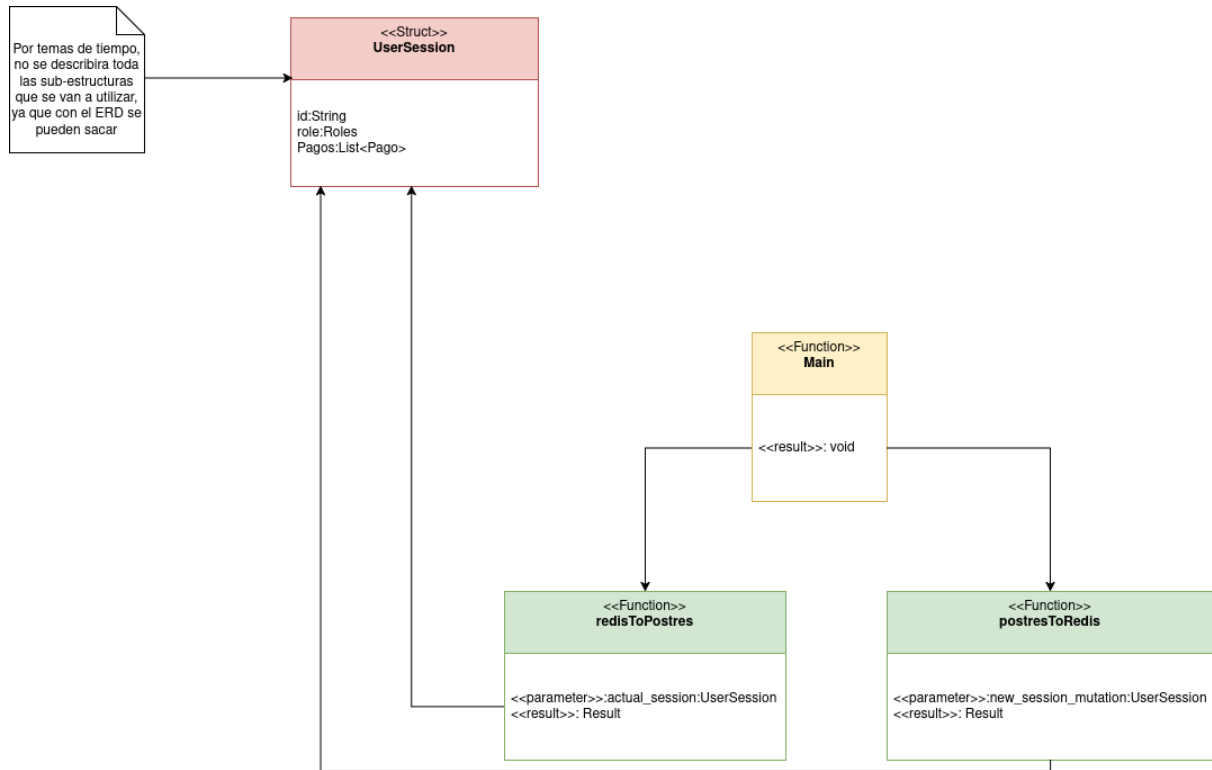 Por temas de tiempo,
no se describira toda
las sub-estructuras
que se van a utilizar,
ya que con el ERD se
pueden sacar
<<Struct>>
UserSession
id:String
role:Roles
Pagos:List<Pago>
<<Function>>
Main
<<result>>: void
<<Function>>
redisToPostres
<<parameter>>:actual_session:UserSession
<<result>>: Result
<<Function>>
postresToRedis
<<parameter>>:new_session_mutation:UserSession
<<result>>: Result